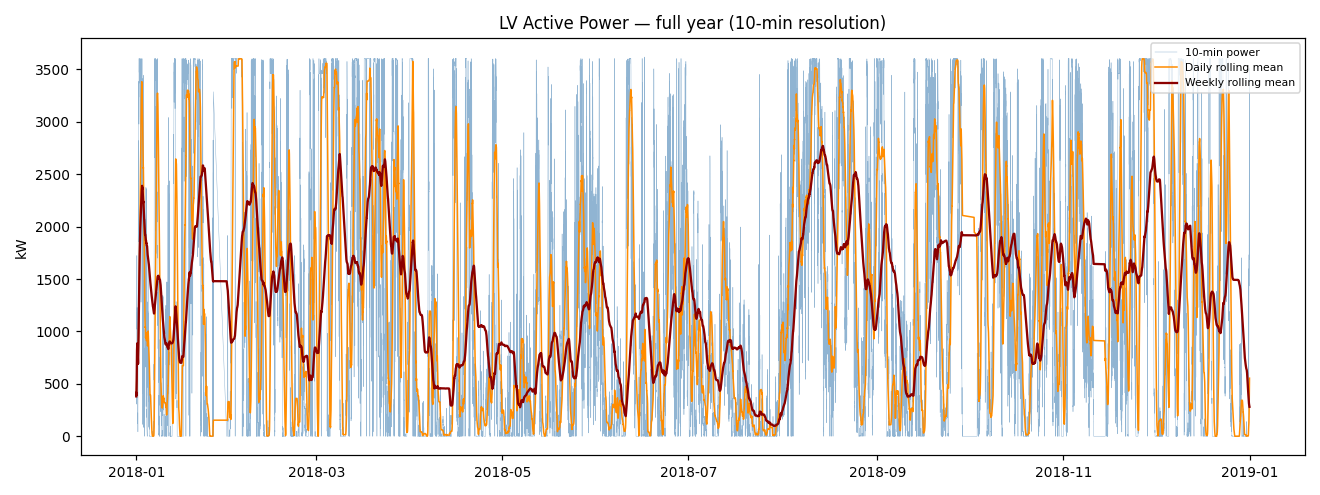 LV Active Power — full year (10-min resolution)
10-min power
Daily rolling mean
Weekly rolling mean
kW
3500
3000
2500
2000
1500
1000
500
0
2018-01 2018-03 2018-05 2018-07 2018-09 2018-11 2019-01